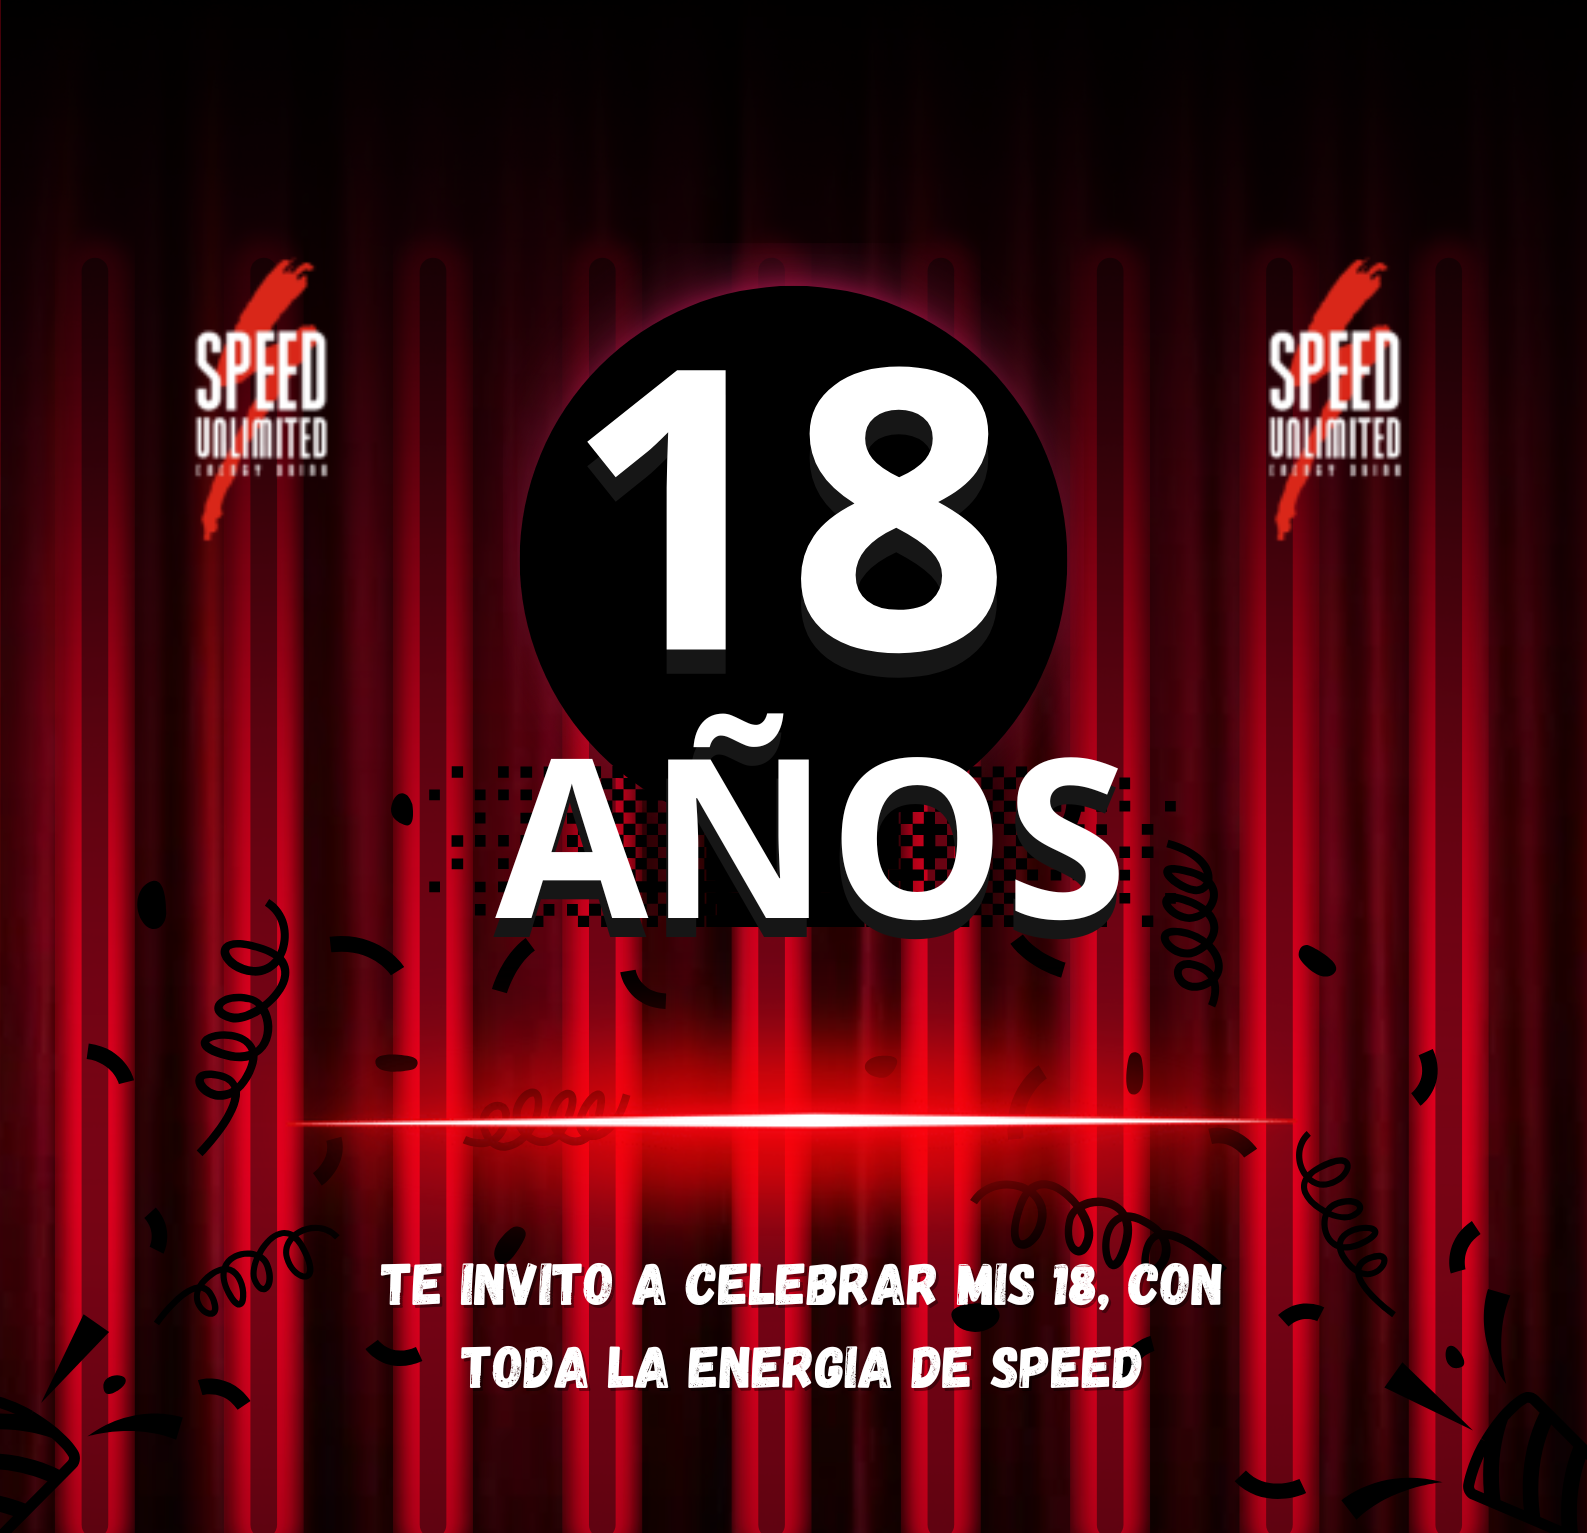 SPEED
UNLIMITED
ENERGY DRINK
SPEED
UNLIMITED
ENERGY DRINK
18
AÑOS
TE INVITO A CELEBRAR MIS 18, CON
TODA LA ENERGIA DE SPEED